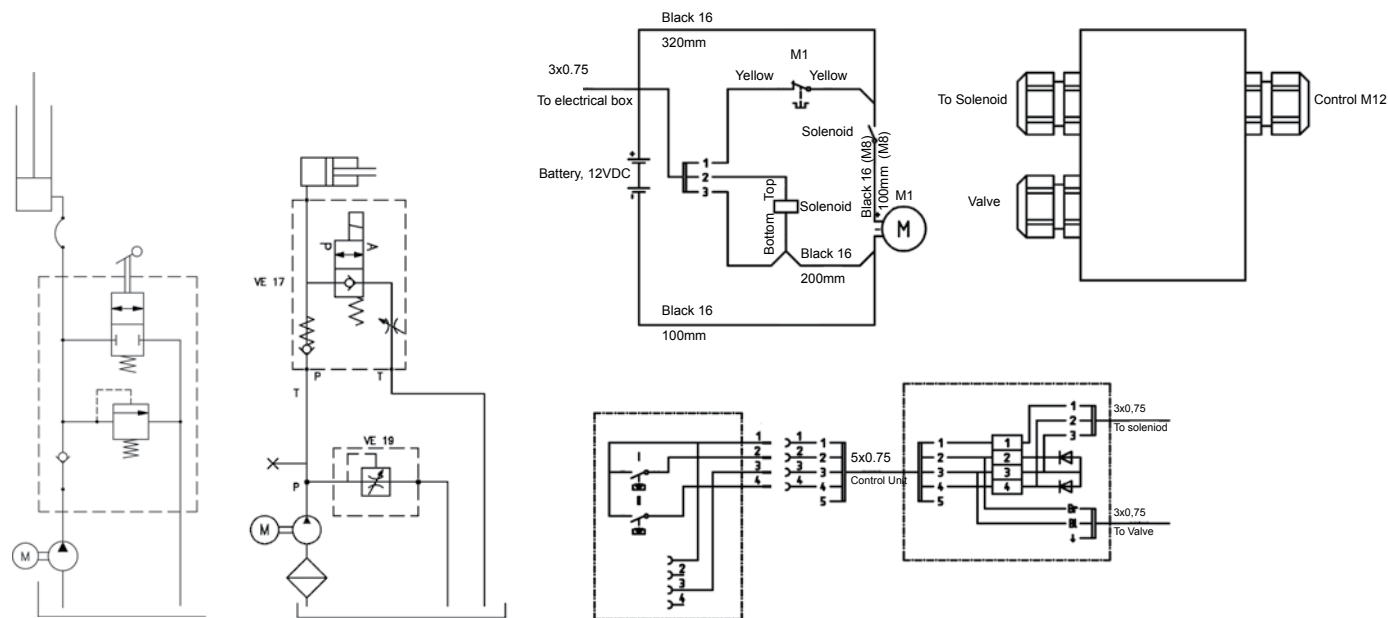 Black 16
320mm
M1
3x0.75
Yellow Yellow
To electrical box
Solenoid
Battery, 12VDC
+
-
1
2
3
Top
Bottom
Solenoid
Black 16 (M8)
100mm (M8)
M1
+
-
M
Black 16
200mm
Black 16
100mm
To Solenoid
Control M12
Valve
M
A
P
VE 17
P
T
T
VE 19
P
M
I
II
1
2
3
4
2
3
4
1
2
3
4
1
2
3
4
5
5x0.75
Control Unit
1
2
3
4
5
1
2
3
4
1
2
3
3x0,75
To soleniod
Br
Bl
3x0,75
To Valve